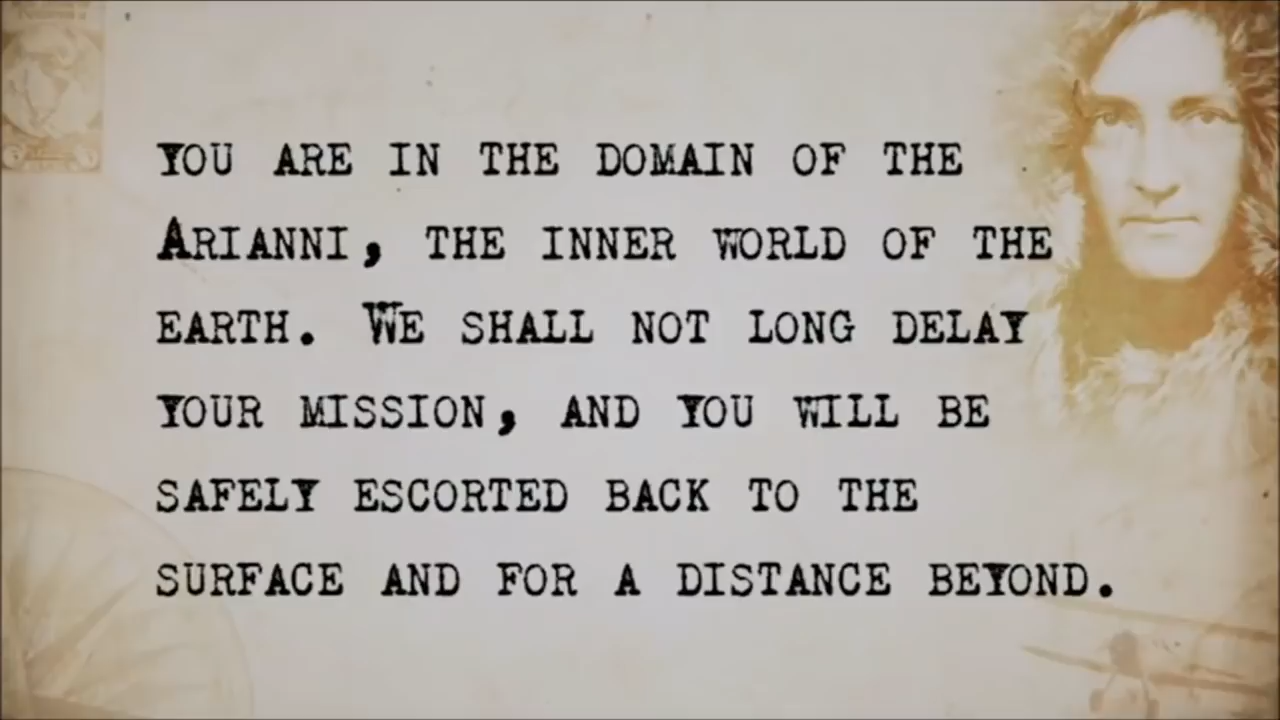 YOU ARE IN THE DOMAIN OF THE
ARIANNI, THE INNER WORLD OF THE
EARTH. WE SHALL NOT LONG DELAY
YOUR MISSION, AND YOU WILL BE
SAFELY ESCORTED BACK TO THE
SURFACE AND FOR A DISTANCE BEYOND.